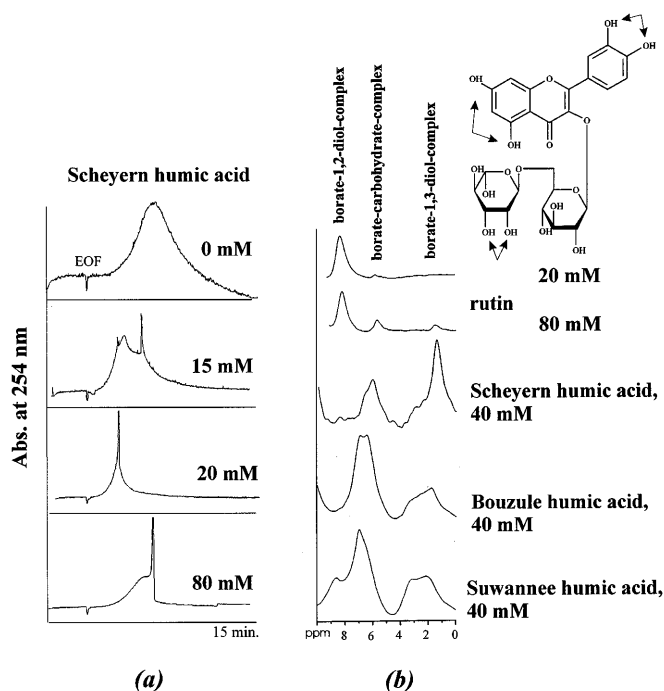 Scheyern humic acid
Abs. at 254 nm
0 mM
EOF
15 mM
20 mM
80 mM
15 min.
(a)
borate-1,2-diol-complex
borate-carbohydrate-complex
borate-1,3-diol-complex
OH
OH
OH
O
OH
O
O
OH
OH
OH
OH
O
O
O
HO
HO
OH
O
20 mM
rutin
80 mM
Scheyern humic acid,
40 mM
Bouzule humic acid,
40 mM
Suwannee humic acid,
40 mM
ppm 8 6 4 2 0
(b)